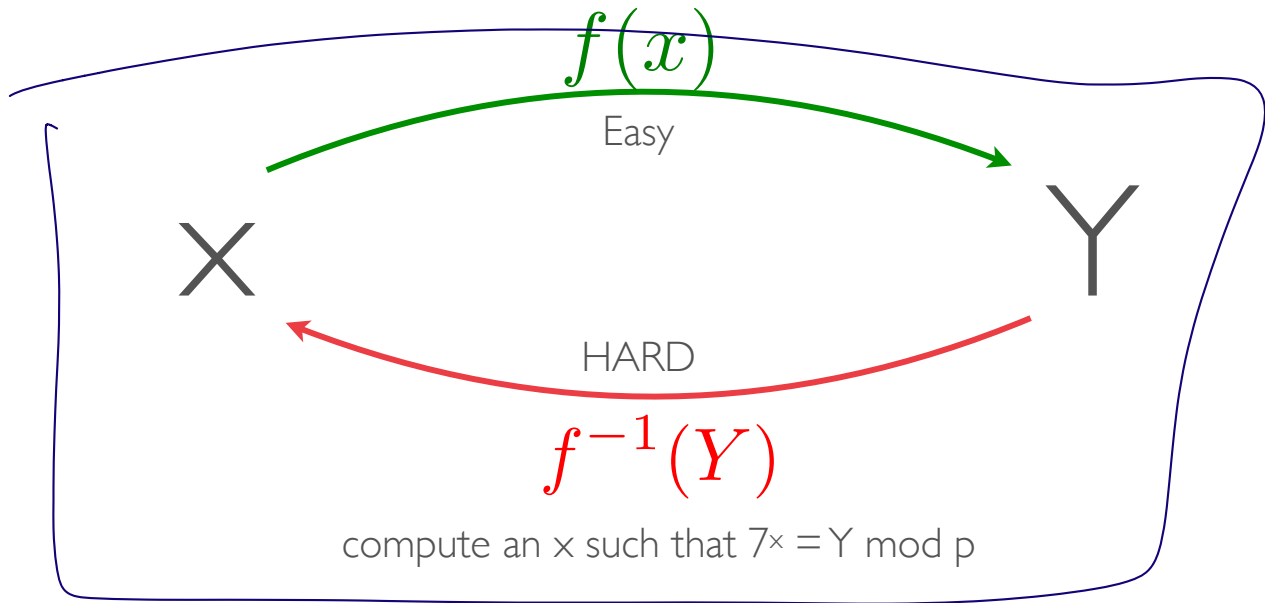 f(x)
Easy
X
Y
HARD
f⁻¹(Y)
compute an x such that 7ˣ = Y mod p